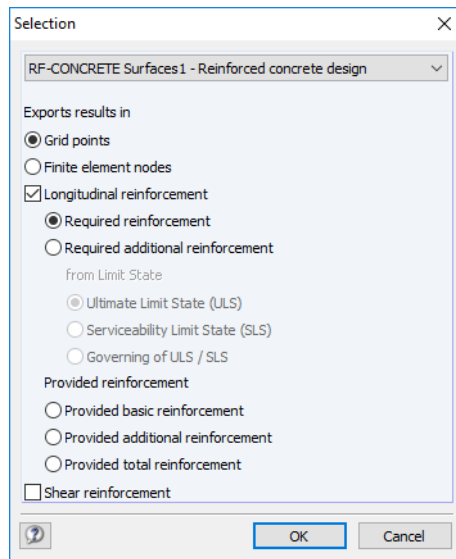 Selection
RF-CONCRETE Surfaces1 - Reinforced concrete design
Exports results in
Grid points
Finite element nodes
Longitudinal reinforcement
Required reinforcement
Required additional reinforcement
from Limit State
Ultimate Limit State (ULS)
Serviceability Limit State (SLS)
Governing of ULS / SLS
Provided reinforcement
Provided basic reinforcement
Provided additional reinforcement
Provided total reinforcement
Shear reinforcement
OK Cancel